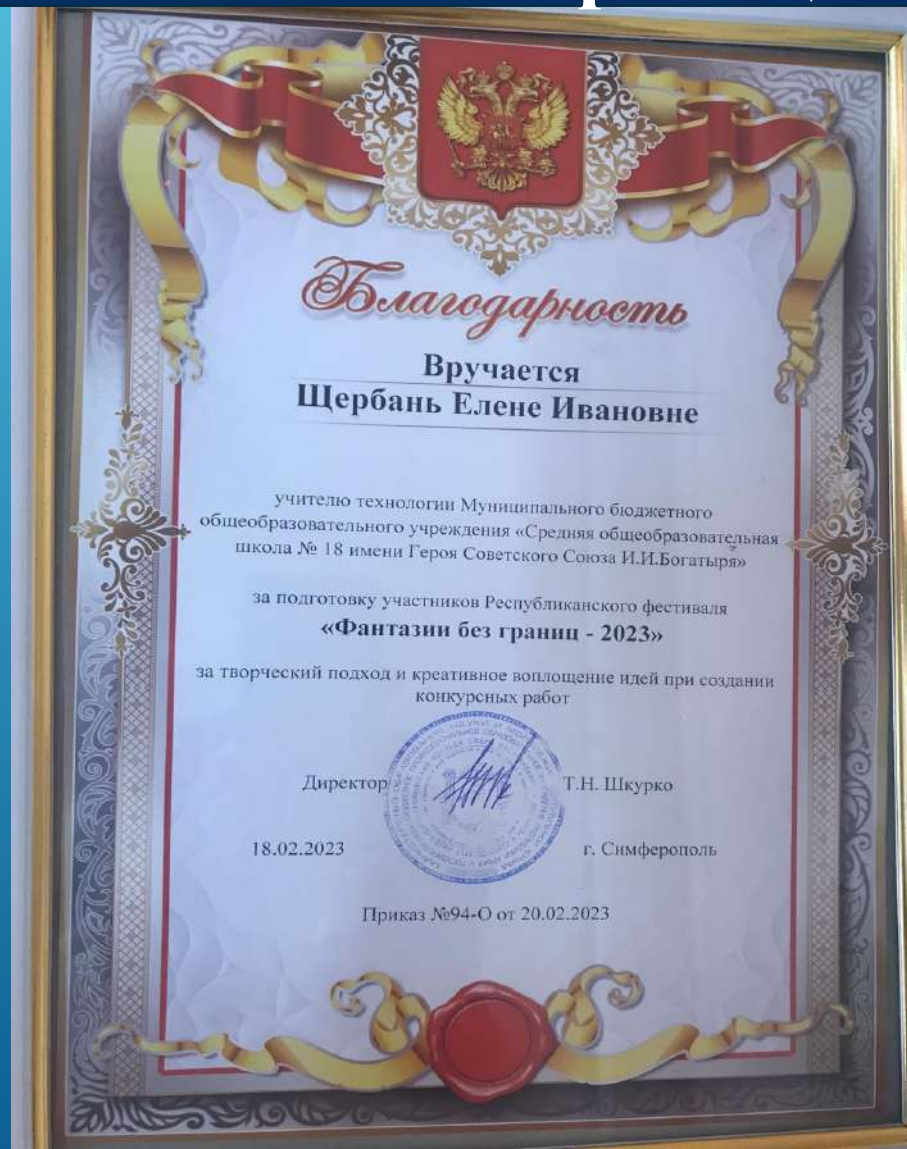 Благодарность
Вручается
Щербань Елене Ивановне
учителю технологии Муниципального бюджетного
общеобразовательного учреждения «Средняя общеобразовательная
школа № 18 имени Героя Советского Союза И.И.Богатыря»
за подготовку участников Республиканского фестиваля
«Фантазии без границ - 2023»
за творческий подход и креативное воплощение идей при создании
конкурсных работ
Директор Т.Н. Шкурко
18.02.2023 г. Симферополь
Приказ №94-О от 20.02.2023